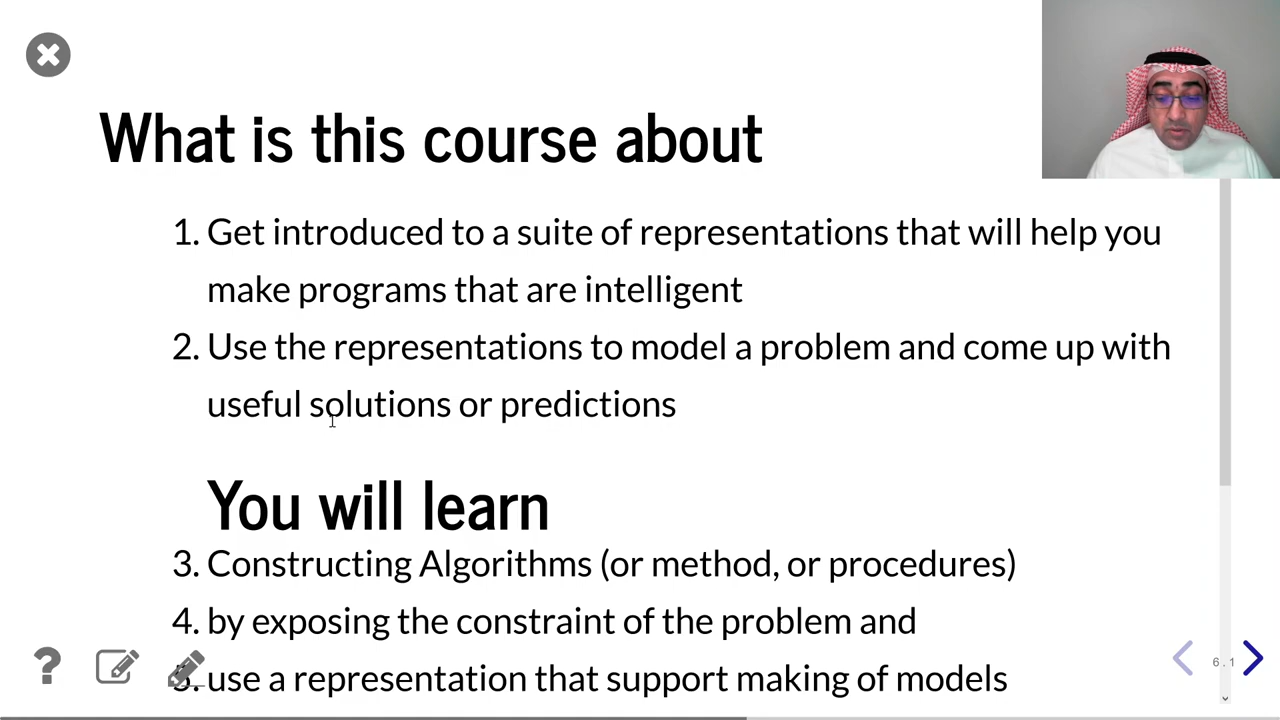 What is this course about
1. Get introduced to a suite of representations that will help you
make programs that are intelligent
2. Use the representations to model a problem and come up with
useful solutions or predictions
You will learn
3. Constructing Algorithms (or method, or procedures)
4. by exposing the constraint of the problem and
5. use a representation that support making of models
?
6.1